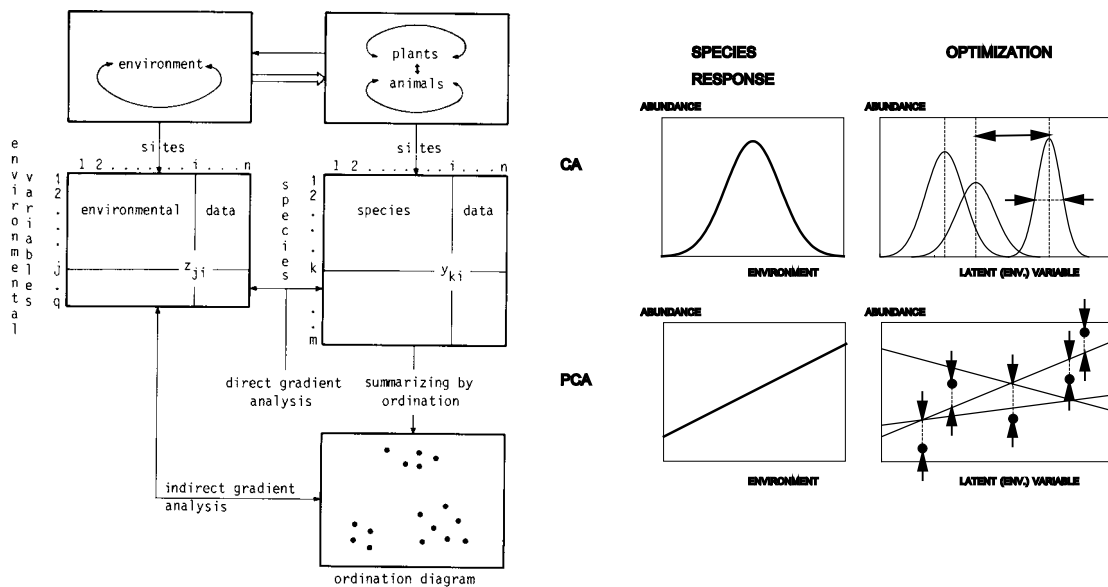 environment
plants
animals
sites
sites
1 2 . . . . . . . i . . . n
1 2 . . . . . . . i . . . n
environmental
variables
1
2
.
.
.
.
j
.
q
environmental data
z ji
species
1
2
.
.
.
k
.
.
m
species data
y ki
direct gradient
analysis
summarizing by
ordination
indirect gradient
analysis
ordination diagram
SPECIES
RESPONSE
OPTIMIZATION
ABUNDANCE
ABUNDANCE
CA
ENVIRONMENT
LATENT (ENV.) VARIABLE
ABUNDANCE
ABUNDANCE
PCA
ENVIRONMENT
LATENT (ENV.) VARIABLE